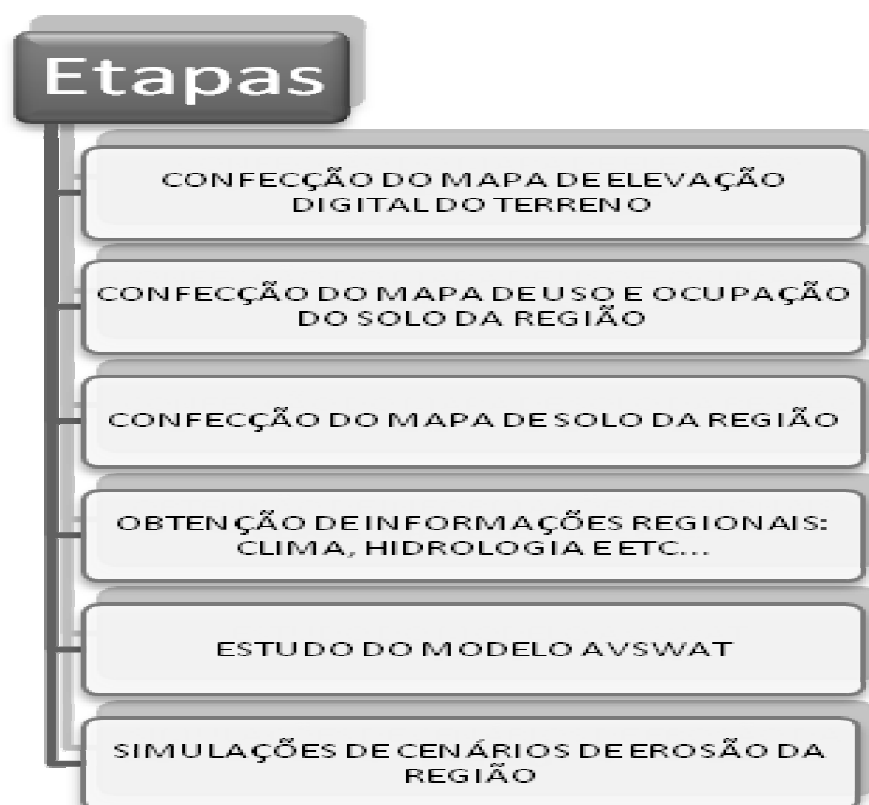 Etapas
CONFECÇÃO DO MAPA DE ELEVAÇÃO
DIGITAL DO TERRENO
CONFECÇÃO DO MAPA DE USO E OCUPAÇÃO
DO SOLO DA REGIÃO
CONFECÇÃO DO MAPA DE SOLO DA REGIÃO
OBTENÇÃO DE INFORMAÇÕES REGIONAIS:
CLIMA, HIDROLOGIA E ETC...
ESTUDO DO MODELO AVSWAT
SIMULAÇÕES DE CENÁRIOS DE EROSÃO DA
REGIÃO